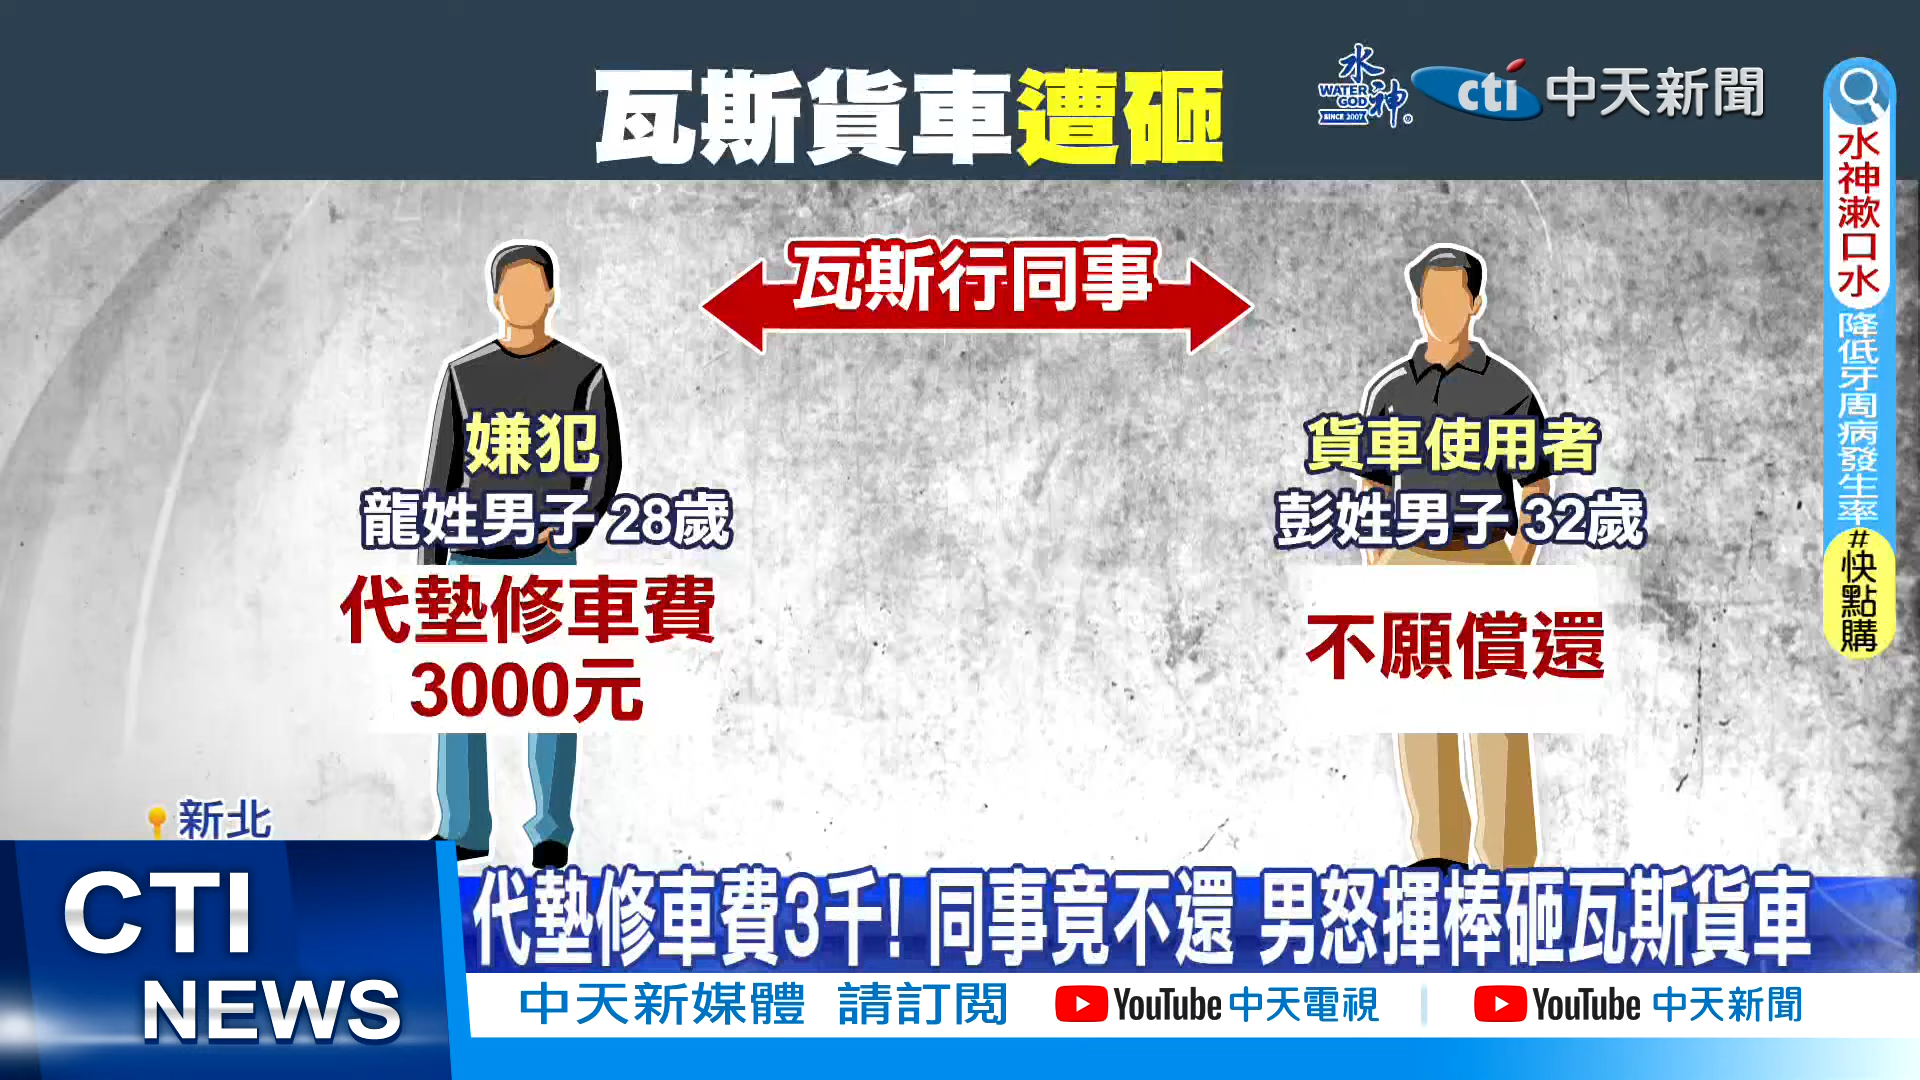 瓦斯貨車遭砸
水神
WATER GOD
SINCE 2007
cti 中天新聞
水神漱口水
降低牙周病發生率
#快點購
瓦斯行同事
嫌犯
龍姓男子 28歲
代墊修車費
3000元
貨車使用者
彭姓男子 32歲
不願償還
新北
CTI
NEWS
代墊修車費3千! 同事竟不還 男怒揮棒砸瓦斯貨車
中天新媒體 請訂閱 YouTube 中天電視 | YouTube 中天新聞